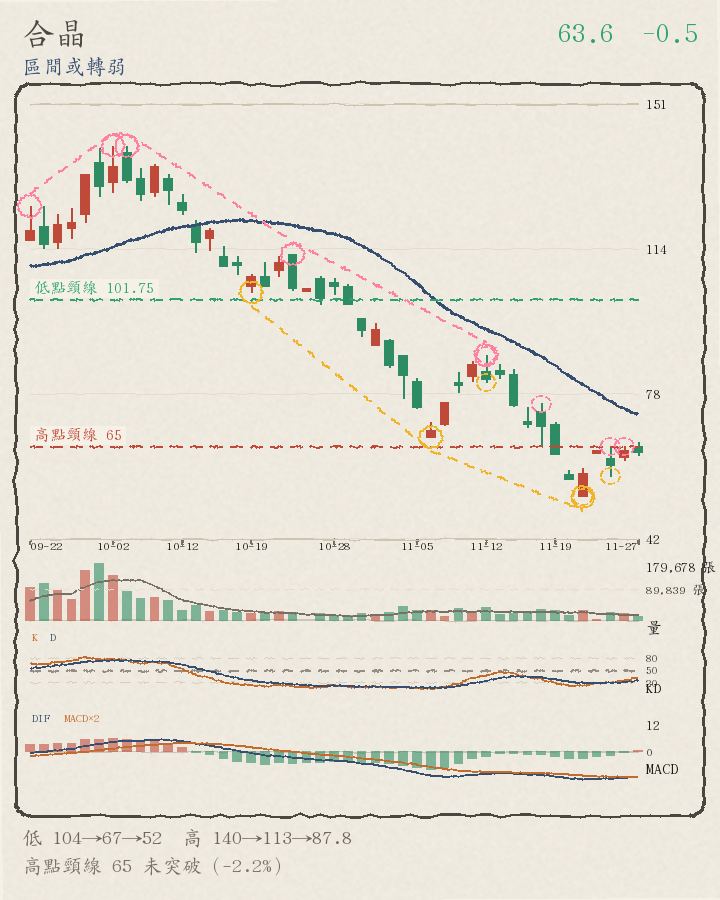 合晶
63.6 -0.5
區間或轉弱
151
114
低點頸線 101.75
78
高點頸線 65
42
09-22 10-02 10-12 10-19 10-28 11-05 11-12 11-19 11-27
179,678 張
89,839 張
量
K D
80
50
20
KD
DIF MACD×2
12
0
MACD
低 104→67→52 高 140→113→87.8
高點頸線 65 未突破 (-2.2%)